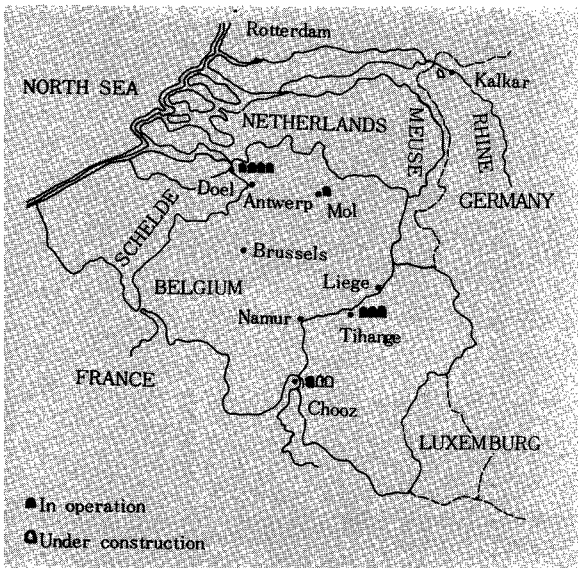 Rotterdam
NORTH SEA
Kalkar
NETHERLANDS
MEUSE
RHINE
Doel
Antwerp
Mol
GERMANY
SCHELDE
Brussels
BELGIUM
Liege
Namur
Tihange
FRANCE
Chooz
LUXEMBURG
In operation
Under construction